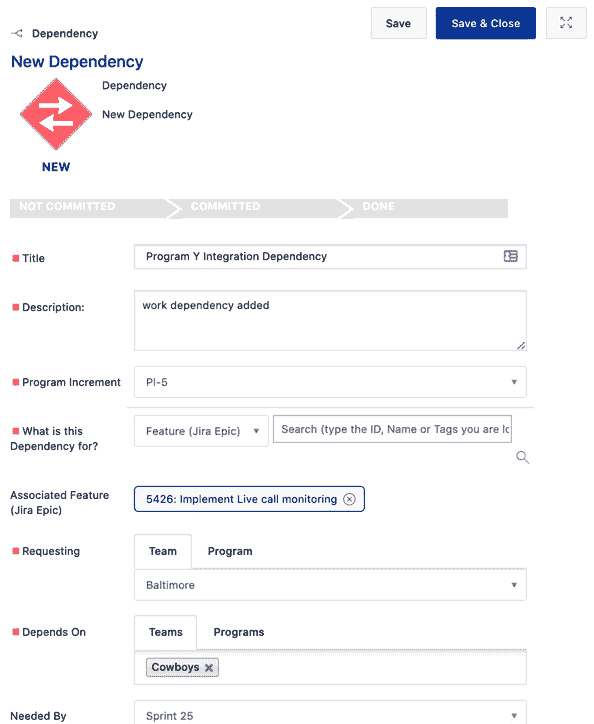 Save
Save & Close
Dependency
New Dependency
Dependency
New Dependency
NEW
NOT COMMITTED
COMMITTED
DONE
Title
Program Y Integration Dependency
Description:
work dependency added
Program Increment
PI-5
What is this
Dependency for?
Feature (Jira Epic)
Search (type the ID, Name or Tags you are lo
Associated Feature
(Jira Epic)
5426: Implement Live call monitoring
Requesting
Team
Program
Baltimore
Depends On
Teams
Programs
Cowboys
Needed By
Sprint 25